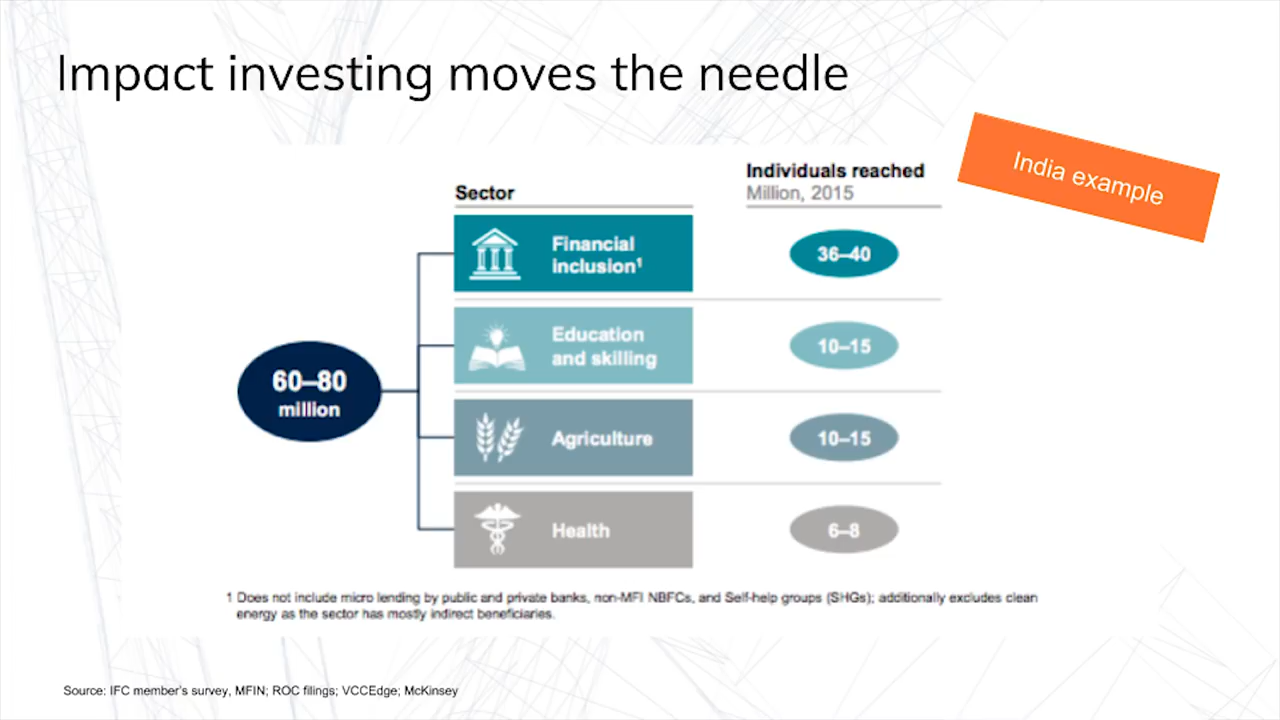 Impact investing moves the needle
India example
Individuals reached
Million, 2015
Sector
Financial
inclusion¹
36–40
Education
and skilling
10–15
60–80
million
Agriculture
10–15
Health
6–8
1 Does not include micro lending by public and private banks, non-MFI NBFCs, and Self-help groups (SHGs); additionally excludes clean
energy as the sector has mostly indirect beneficiaries.
Source: IFC member's survey, MFIN; ROC filings; VCCEdge; McKinsey